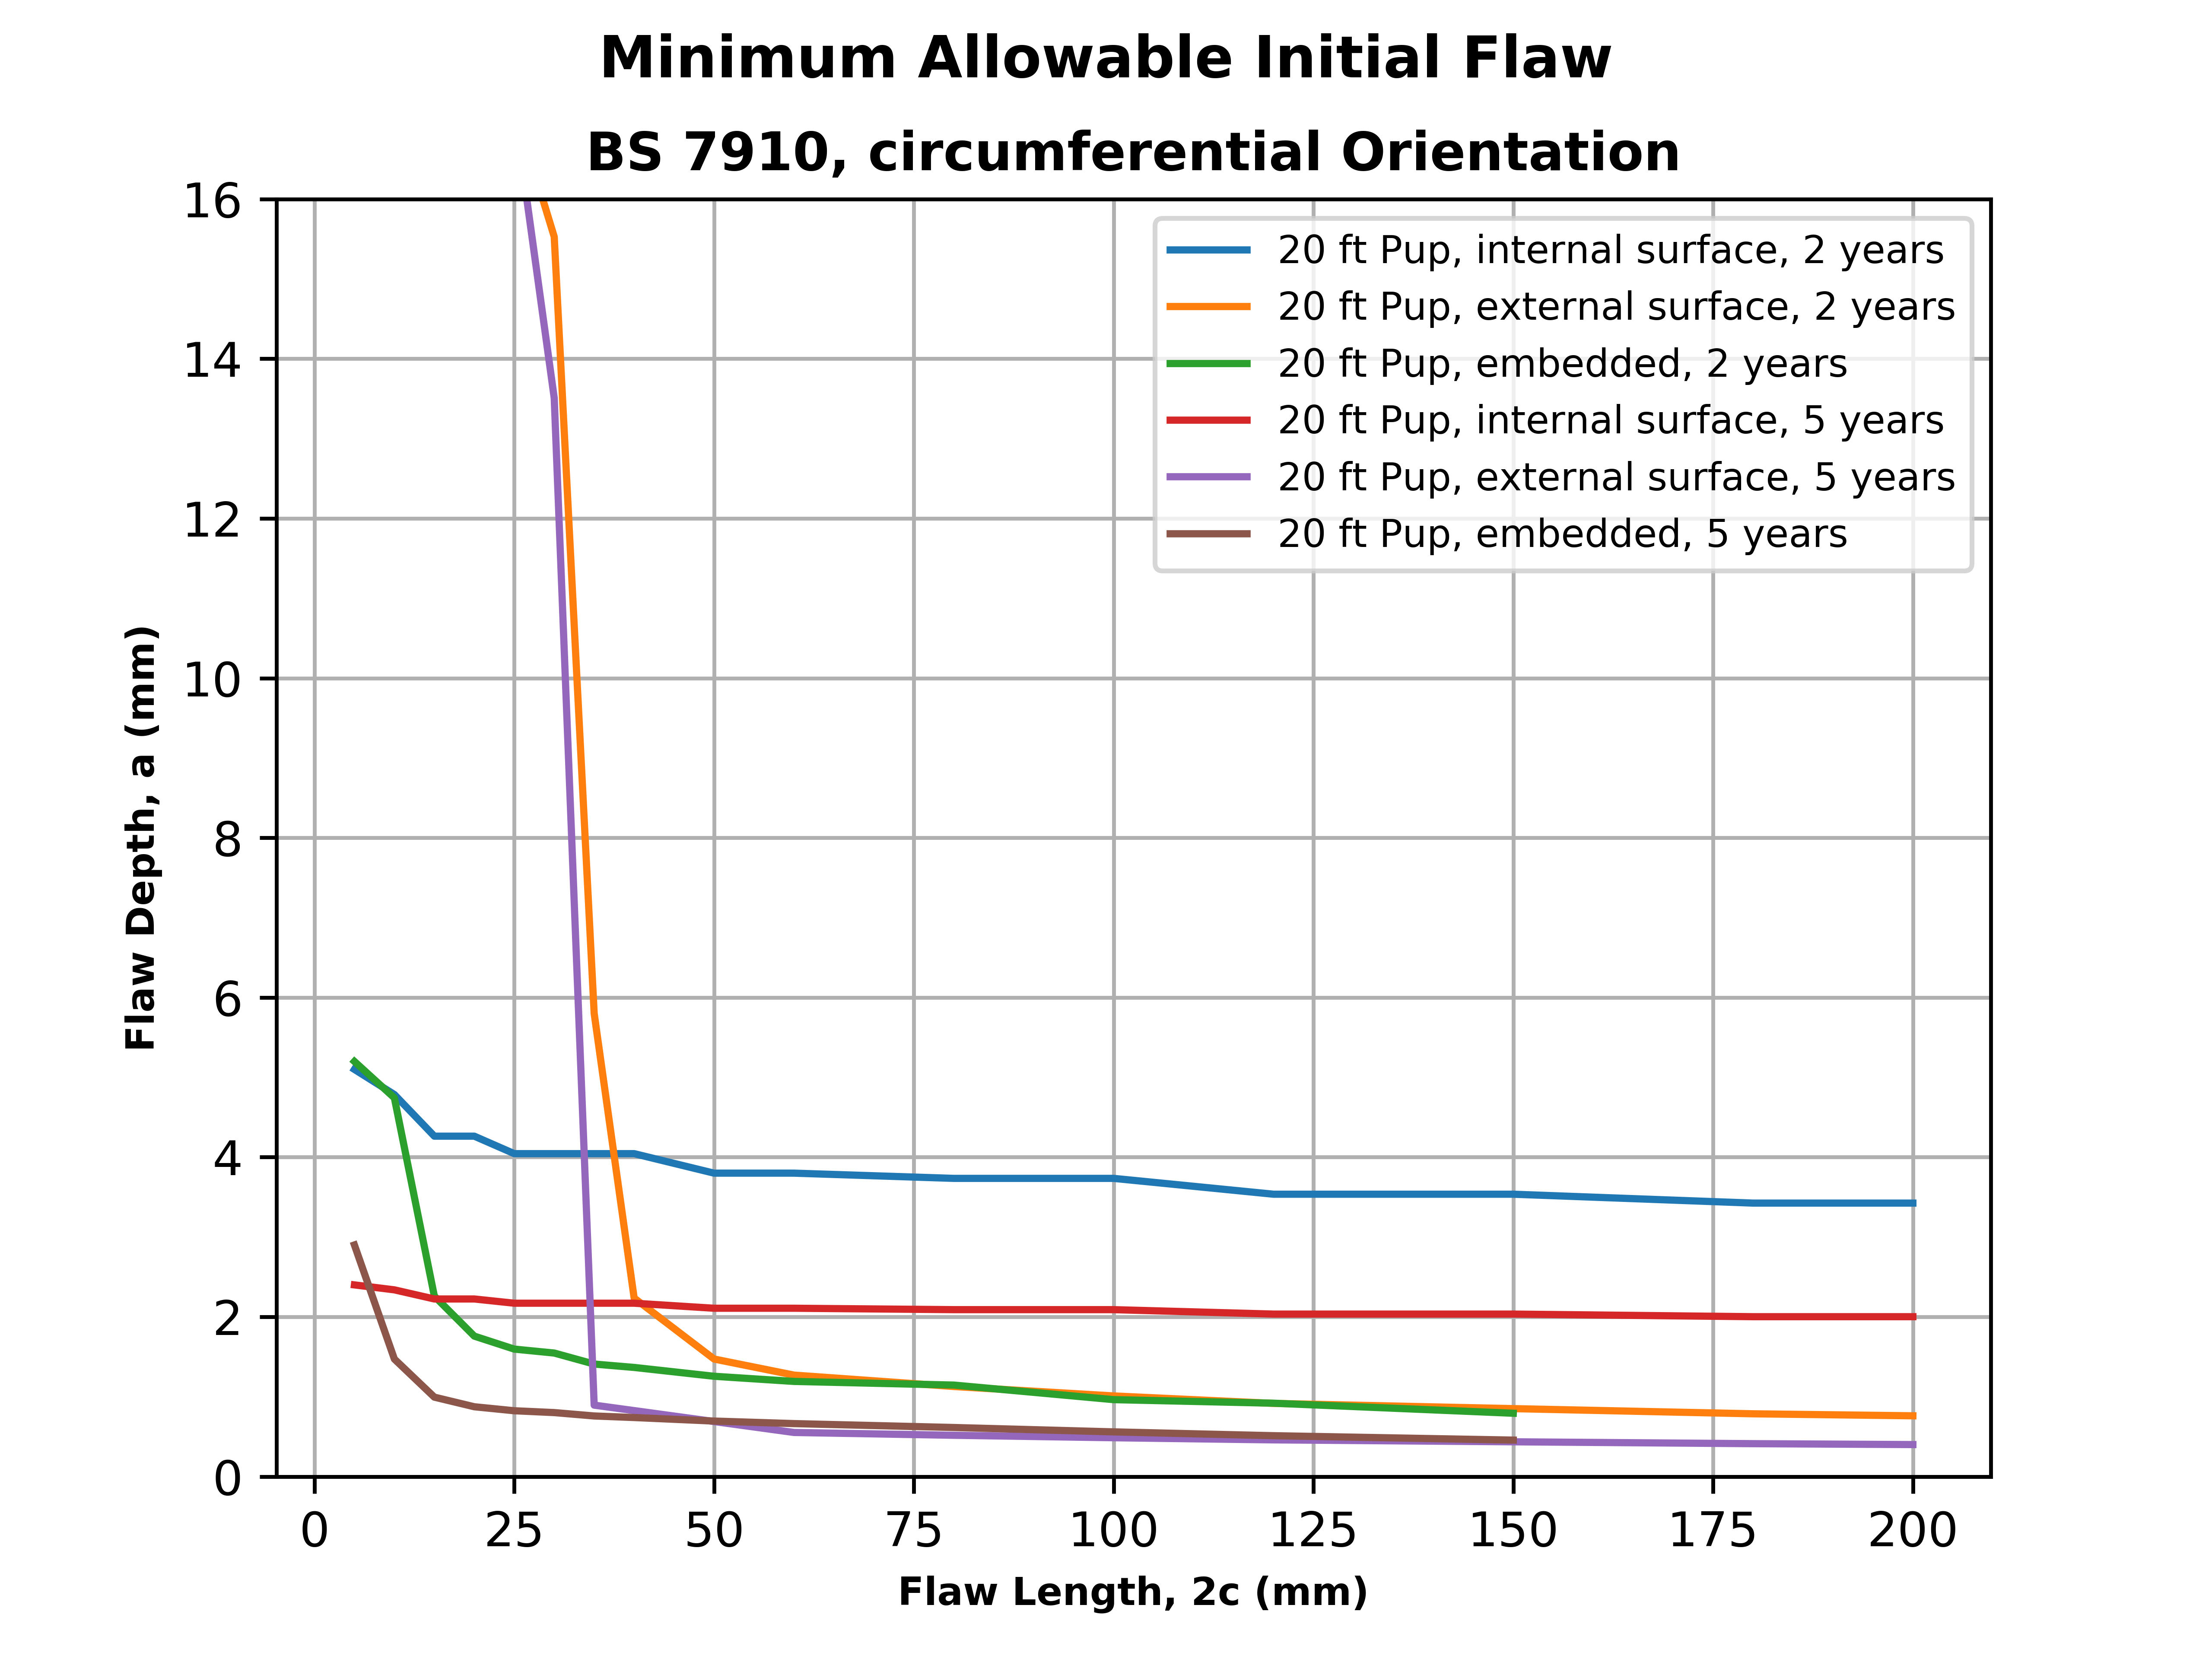 Minimum Allowable Initial Flaw
BS 7910, circumferential Orientation
16
14
12
10
8
6
4
2
0
Flaw Depth, a (mm)
20 ft Pup, internal surface, 2 years
20 ft Pup, external surface, 2 years
20 ft Pup, embedded, 2 years
20 ft Pup, internal surface, 5 years
20 ft Pup, external surface, 5 years
20 ft Pup, embedded, 5 years
0 25 50 75 100 125 150 175 200
Flaw Length, 2c (mm)